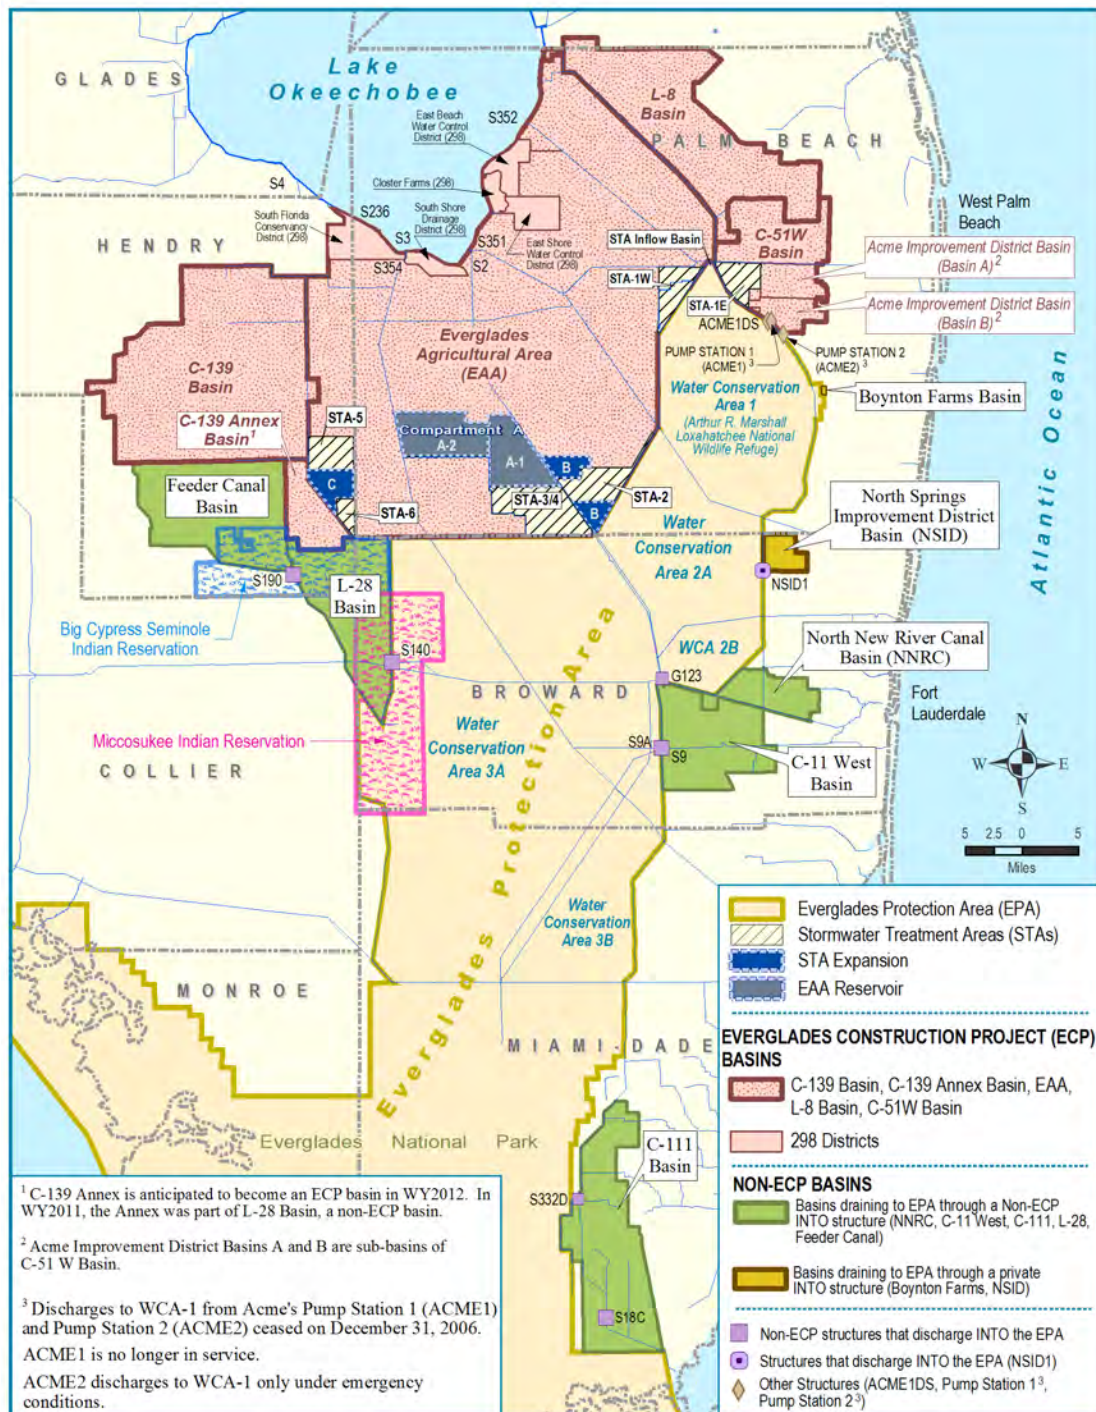 Lake
Okeechobee
GLADES
L-8
Basin
PALM BEACH
S352
East Beach
Water Control
District (298)
Closter Farms (298)
S4
South Florida
Conservancy
District (298)
S236
S3
South Shore
Drainage
District (298)
S351
S354
S2
East Shore
Water Control
District (298)
HENDRY
STA Inflow Basin
C-51W
Basin
West Palm
Beach
Acme Improvement District Basin
(Basin A)2
Acme Improvement District Basin
(Basin B)2
STA-1W
STA-1E
ACME1DS
PUMP STATION 1
(ACME1) 3
PUMP STATION 2
(ACME2) 3
Everglades
Agricultural Area
(EAA)
C-139
Basin
Water Conservation
Area 1
(Arthur R. Marshall
Loxahatchee National
Wildlife Refuge)
Boynton Farms Basin
C-139 Annex
Basin1
STA-5
Compartment A
A-2
A-1
B
C
B
STA-3/4
STA-2
STA-6
Feeder Canal
Basin
Atlantic Ocean
North Springs
Improvement District
Basin (NSID)
Water
Conservation
Area 2A
NSID1
S190
L-28
Basin
Big Cypress Seminole
Indian Reservation
S140
WCA 2B
North New River Canal
Basin (NNRC)
G123
BROWARD
Fort
Lauderdale
Miccosukee Indian Reservation
COLLIER
Water
Conservation
Area 3A
S9A
S9
C-11 West
Basin
N
W
E
S
5 2.5 0 5
Miles
Everglades Protection Area
Water
Conservation
Area 3B
MONROE
MIAMI-DADE
Everglades National Park
C-111
Basin
S332D
S18C
Everglades Protection Area (EPA)
Stormwater Treatment Areas (STAs)
STA Expansion
EAA Reservoir
EVERGLADES CONSTRUCTION PROJECT (ECP)
BASINS
C-139 Basin, C-139 Annex Basin, EAA,
L-8 Basin, C-51W Basin
298 Districts
NON-ECP BASINS
Basins draining to EPA through a Non-ECP
INTO structure (NNRC, C-11 West, C-111, L-28,
Feeder Canal)
Basins draining to EPA through a private
INTO structure (Boynton Farms, NSID)
Non-ECP structures that discharge INTO the EPA
Structures that discharge INTO the EPA (NSID1)
Other Structures (ACME1DS, Pump Station 1 3,
Pump Station 2 3)
1 C-139 Annex is anticipated to become an ECP basin in WY2012. In
WY2011, the Annex was part of L-28 Basin, a non-ECP basin.
2 Acme Improvement District Basins A and B are sub-basins of
C-51 W Basin.
3 Discharges to WCA-1 from Acme's Pump Station 1 (ACME1)
and Pump Station 2 (ACME2) ceased on December 31, 2006.
ACME1 is no longer in service.
ACME2 discharges to WCA-1 only under emergency
conditions.